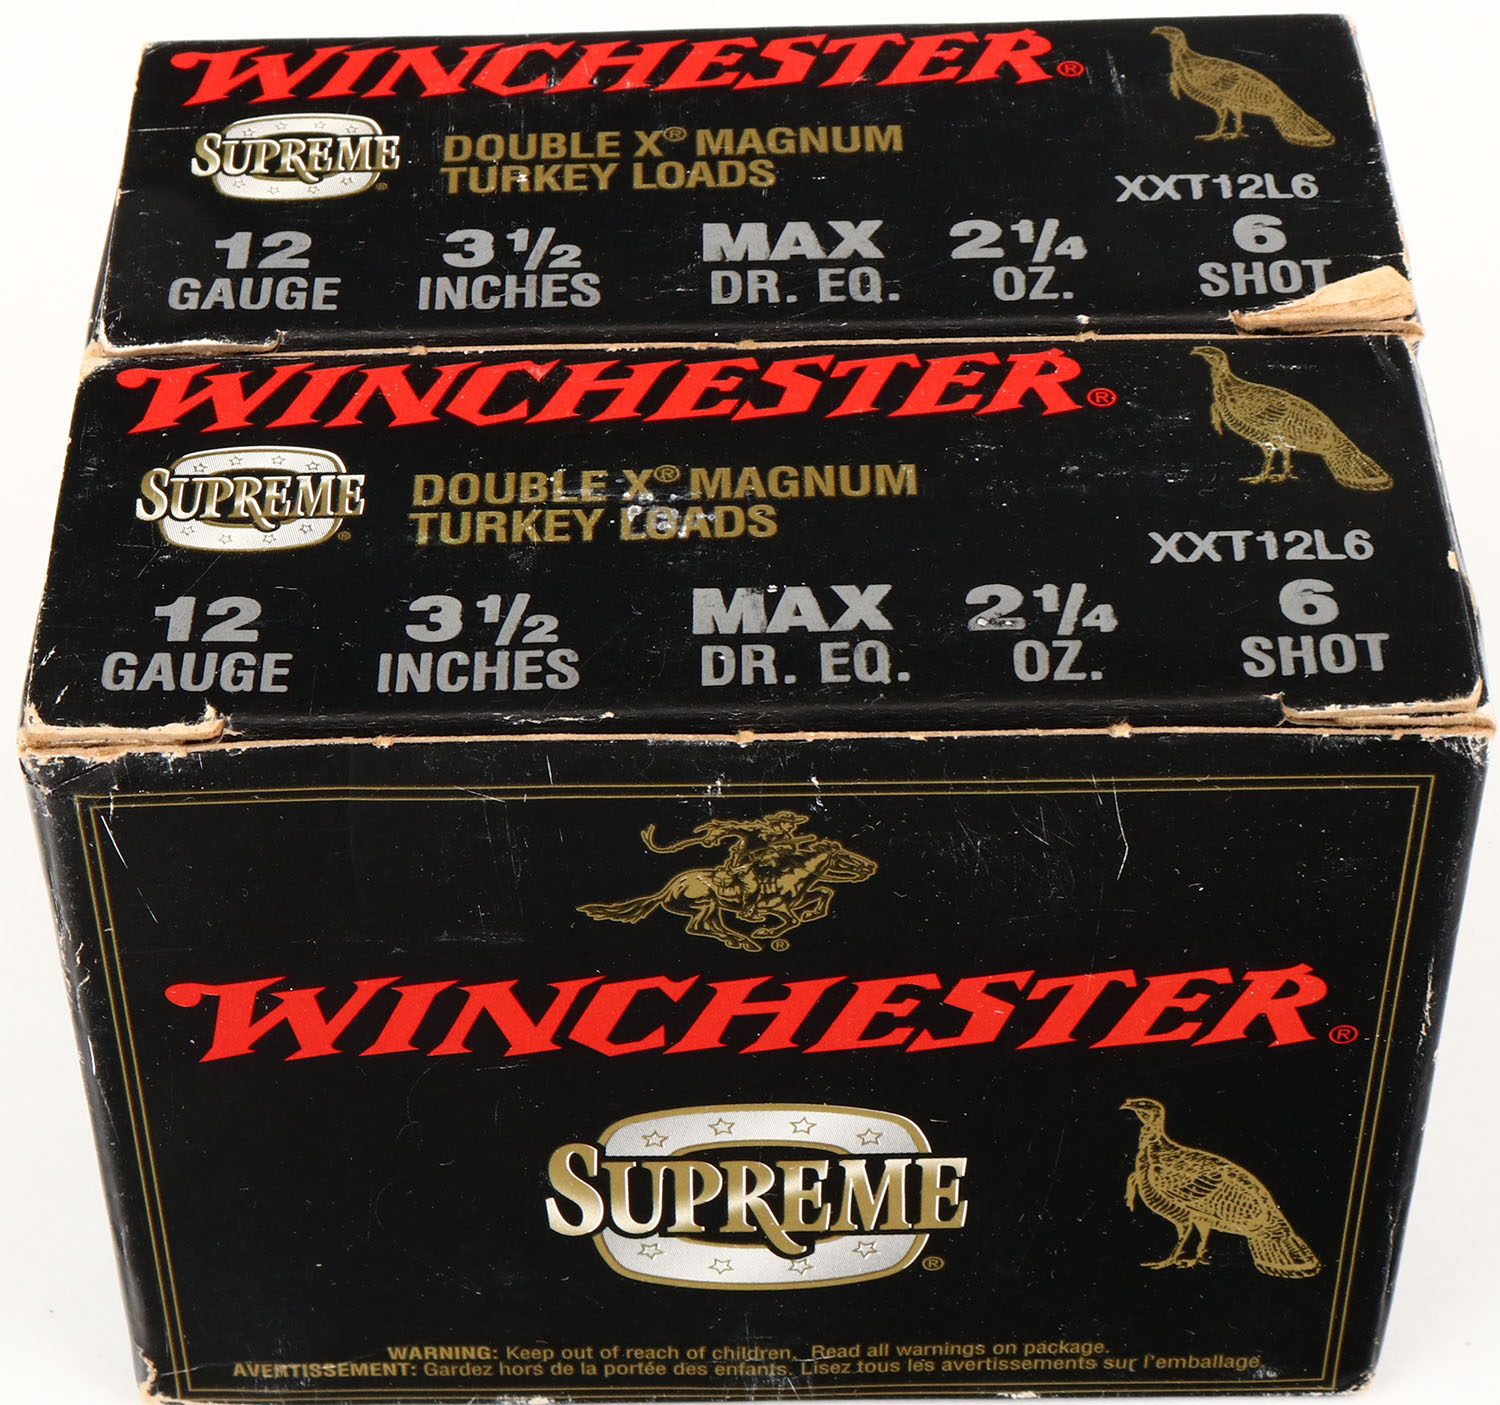 WINCHESTER®
SUPREME®
DOUBLE X® MAGNUM
TURKEY LOADS
XXT12L6
12 3 1/2 MAX 2 1/4 6
GAUGE INCHES DR. EQ. OZ. SHOT
WINCHESTER®
SUPREME®
DOUBLE X® MAGNUM
TURKEY LOADS
XXT12L6
12 3 1/2 MAX 2 1/4 6
GAUGE INCHES DR. EQ. OZ. SHOT
®
WINCHESTER®
SUPREME®
WARNING: Keep out of reach of children. Read all warnings on package.
AVERTISSEMENT: Gardez hors de la portée des enfants. Lisez tous les avertissements sur l'emballage.